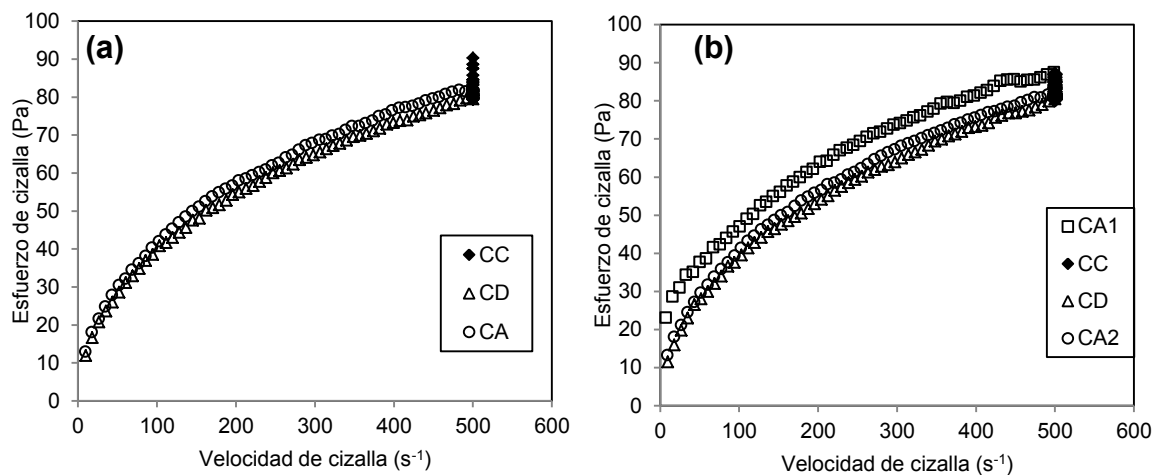 (a)
Esfuerzo de cizalla (Pa)
100
90
80
70
60
50
40
30
20
10
0
0 100 200 300 400 500 600
Velocidad de cizalla (s⁻¹)
CC
CD
CA
(b)
Esfuerzo de cizalla (Pa)
100
90
80
70
60
50
40
30
20
10
0
0 100 200 300 400 500 600
Velocidad de cizalla (s⁻¹)
CA1
CC
CD
CA2